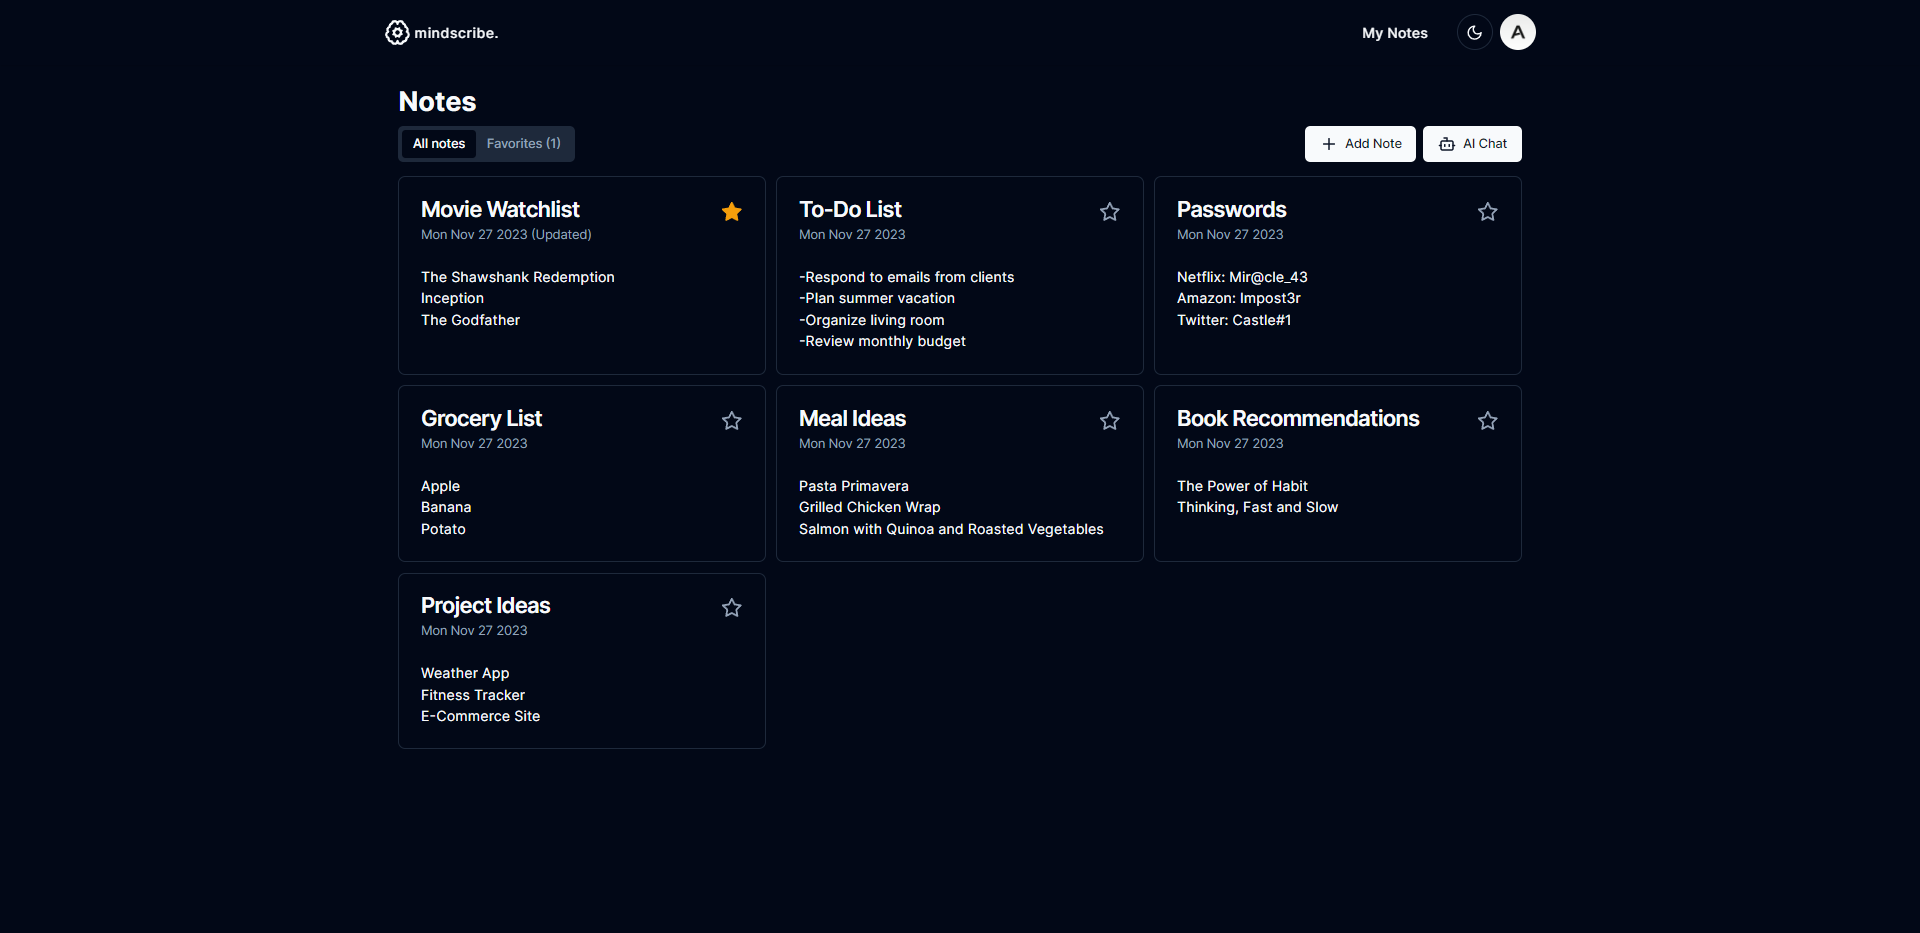 mindscribe.
My Notes
A
Notes
All notes
Favorites (1)
Add Note
AI Chat
Movie Watchlist
Mon Nov 27 2023 (Updated)
The Shawshank Redemption
Inception
The Godfather
To-Do List
Mon Nov 27 2023
-Respond to emails from clients
-Plan summer vacation
-Organize living room
-Review monthly budget
Passwords
Mon Nov 27 2023
Netflix: Mir@cle_43
Amazon: Impost3r
Twitter: Castle#1
Grocery List
Mon Nov 27 2023
Apple
Banana
Potato
Meal Ideas
Mon Nov 27 2023
Pasta Primavera
Grilled Chicken Wrap
Salmon with Quinoa and Roasted Vegetables
Book Recommendations
Mon Nov 27 2023
The Power of Habit
Thinking, Fast and Slow
Project Ideas
Mon Nov 27 2023
Weather App
Fitness Tracker
E-Commerce Site